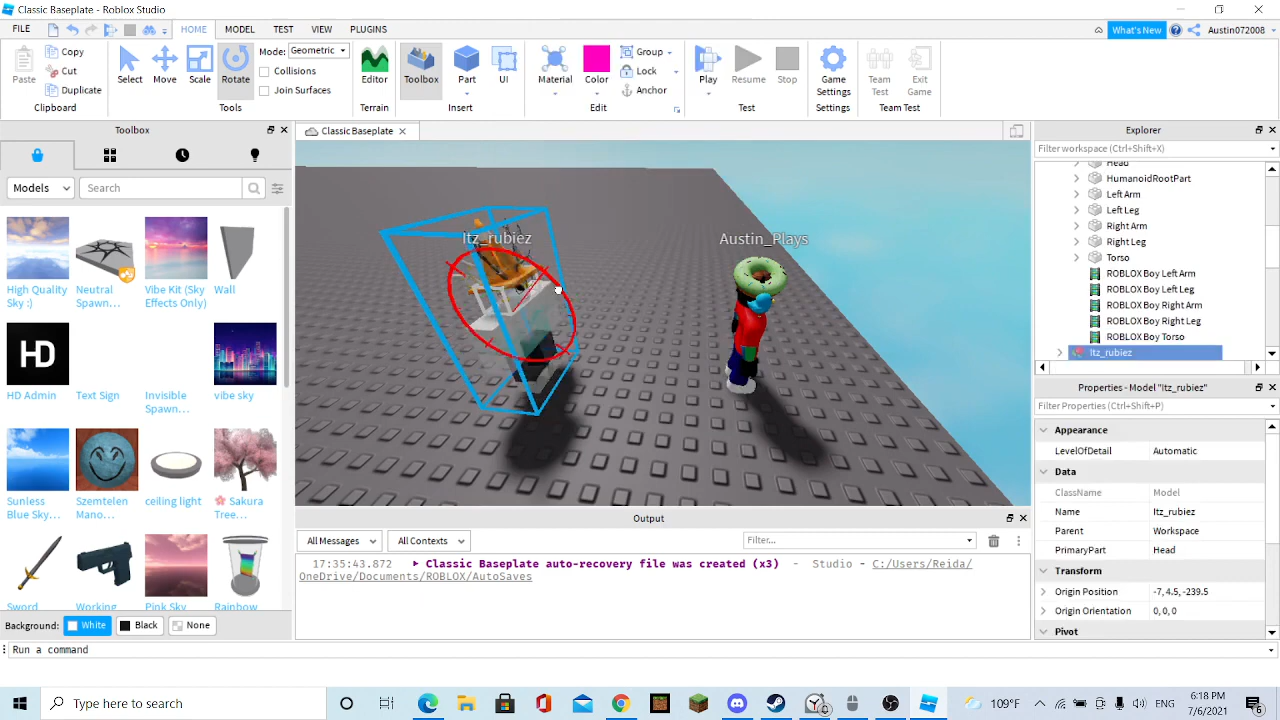 Classic Baseplate - Roblox Studio
FILE HOME MODEL TEST VIEW PLUGINS What's New Austin072008
Paste Copy Cut Duplicate Clipboard
Select Move Scale Rotate Mode: Geometric Collisions Join Surfaces Tools
Editor Terrain
Toolbox Part UI Insert
Material Color Group Lock Anchor Edit
Play Resume Stop Test
Game Settings Settings
Team Test Exit Game Team Test
Toolbox
Models Search
High Quality Sky :) Neutral Spawn... Vibe Kit (Sky Effects Only) Wall
HD
HD Admin Text Sign Invisible Spawn... vibe sky
Sunless Blue Sky... Szemtelen Mano... ceiling light 🌸 Sakura Tree...
Sword Working Pink Sky Rainbow
Background: White Black None
Classic Baseplate
Itz_rubiez Austin_Plays
Output
All Messages All Contexts Filter...
17:35:43.872 Classic Baseplate auto-recovery file was created (x3) - Studio - C:/Users/Reida/
OneDrive/Documents/ROBLOX/AutoSaves
Explorer
Filter workspace (Ctrl+Shift+X)
Head
HumanoidRootPart
Left Arm
Left Leg
Right Arm
Right Leg
Torso
ROBLOX Boy Left Arm
ROBLOX Boy Left Leg
ROBLOX Boy Right Arm
ROBLOX Boy Right Leg
ROBLOX Boy Torso
Itz_rubiez
Properties - Model "Itz_rubiez"
Filter Properties (Ctrl+Shift+P)
Appearance
LevelOfDetail Automatic
Data
ClassName Model
Name Itz_rubiez
Parent Workspace
PrimaryPart Head
Transform
Origin Position -7, 4.5, -239.5
Origin Orientation 0, 0, 0
Pivot
Run a command
Type here to search
109°F
6:18 PM
7/6/2021
6